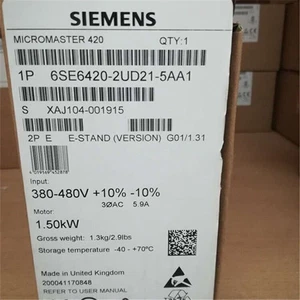 SIEMENS
MICROMASTER 420 QTY:1
1P 6SE6420-2UD21-5AA1
S XAJ104-001915
2P E E-STAND (VERSION) G01/1.31
Input:
380-480V +10% -10%
3ØAC 5.9A
Motor
1.50kW
Gross weight: 1.3kg/2.9lbs
Storage temperature -40 - +70°C
Made in United Kingdom
200041170848
REFER TO USER MANUAL